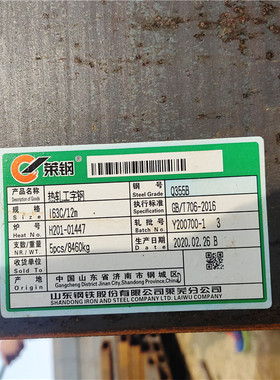 莱钢
产品名称 Description of Goods 热轧工字钢 钢号 Steel Grade Q355B
规格 Size I63C/12m 执行标准 Specification GB/T706-2016
炉号 Heat No. H201-01447 轧批号 Batch No. Y200700-1 3
支数/重量 NR./WT. 5pcs/8460kg 生产日期 DATE 2020.02.26 B
收货单位 Sold To
产地 Origin 中国山东省济南市钢城区
Gangcheng District Jinan City,Shandong Province,China
山东钢铁股份有限公司莱芜分公司
SHANDONG IRON AND STEEL COMPANY LTD. LAIWU COMPANY